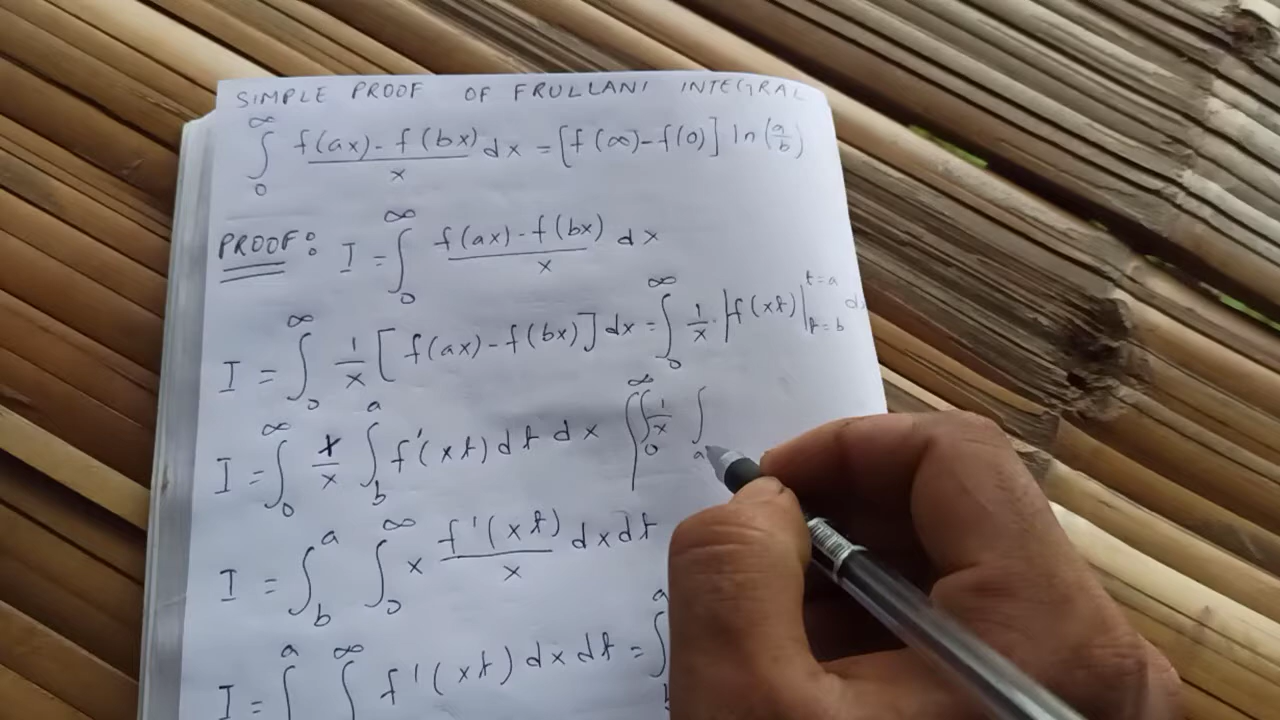 SIMPLE PROOF OF FRULLANI INTEGRAL
∫₀^∞ (f(ax) - f(bx))/x dx = [f(∞) - f(0)] ln(a/b)
PROOF: I = ∫₀^∞ (f(ax) - f(bx))/x dx
I = ∫₀^∞ 1/x [f(ax) - f(bx)] dx = ∫₀^∞ 1/x · |f(xt)|_{t=b}^{t=a} d
I = ∫₀^∞ x/x ∫_b^a f'(xt) dt dx ∫₀^∞ 1/x ∫_a
I = ∫_b^a ∫₀^∞ x f'(xt)/x dx dt
I = ∫^a ∫^∞ f'(xt) dx dt = ∫_b^a